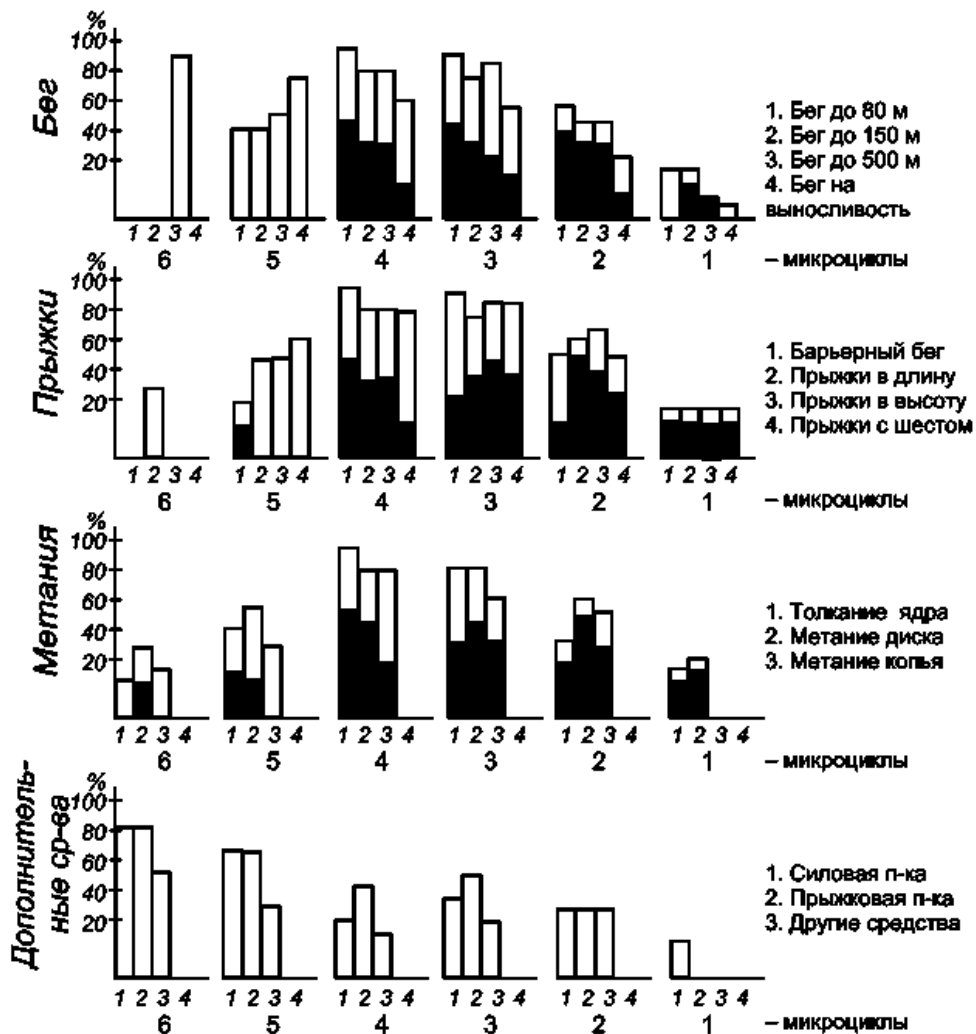 %
100
80
60
40
20
Бег
1 2 3 4 1 2 3 4 1 2 3 4 1 2 3 4 1 2 3 4 1 2 3 4
6 5 4 3 2 1 – микроциклы
1. Бег до 80 м
2. Бег до 150 м
3. Бег до 500 м
4. Бег на
выносливость
%
100
80
60
40
20
Прыжки
1 2 3 4 1 2 3 4 1 2 3 4 1 2 3 4 1 2 3 4 1 2 3 4
6 5 4 3 2 1 – микроциклы
1. Барьерный бег
2. Прыжки в длину
3. Прыжки в высоту
4. Прыжки с шестом
%
100
80
60
40
20
Метания
1 2 3 4 1 2 3 4 1 2 3 4 1 2 3 4 1 2 3 4 1 2 3 4
6 5 4 3 2 1 – микроциклы
1. Толкание ядра
2. Метание диска
3. Метание копья
%
100
80
60
40
20
Дополнитель-
ные ср-ва
1 2 3 4 1 2 3 4 1 2 3 4 1 2 3 4 1 2 3 4 1 2 3 4
6 5 4 3 2 1 – микроциклы
1. Силовая п-ка
2. Прыжковая п-ка
3. Другие средства